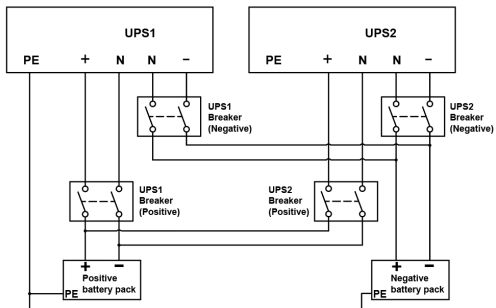 UPS1
PE + N N –
UPS2
PE + N N –
UPS1
Breaker
(Negative)
UPS2
Breaker
(Negative)
UPS1
Breaker
(Positive)
UPS2
Breaker
(Positive)
+ –
Positive
battery pack
PE
+ –
Negative
battery pack
PE